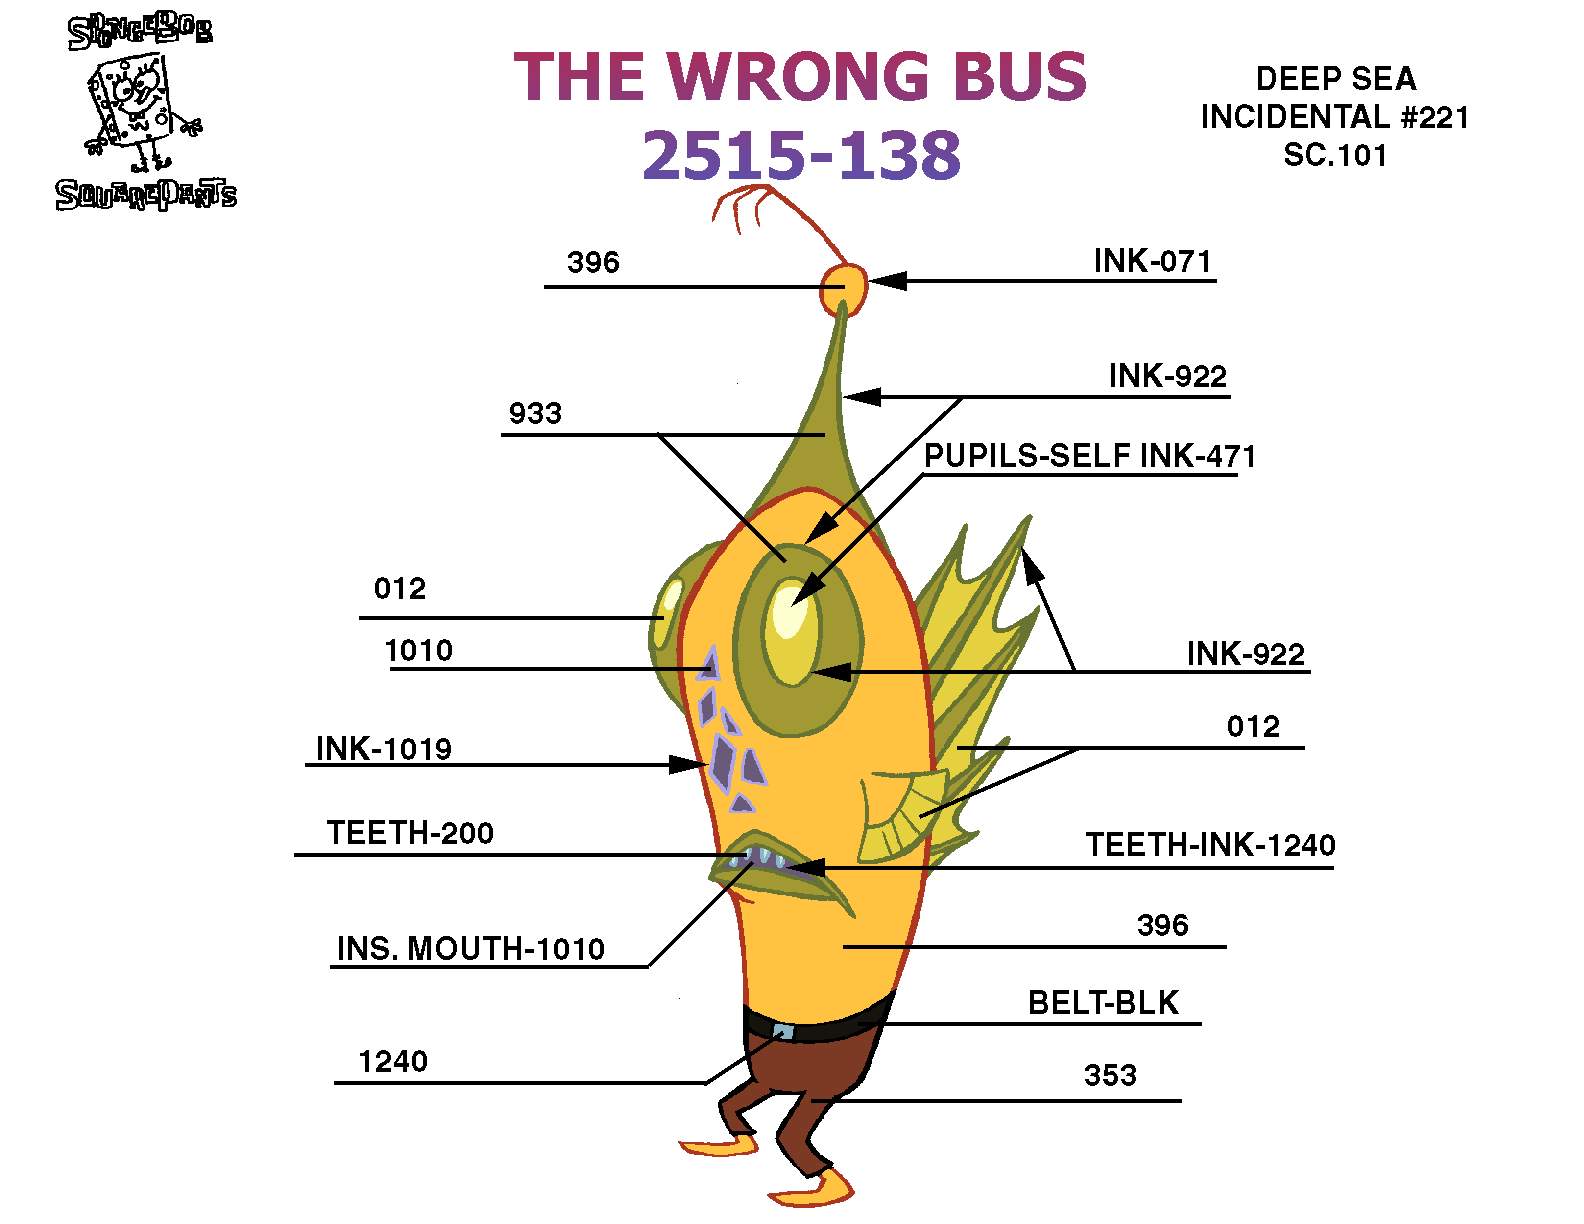 SPONGEBOB
SQUAREPANTS
THE WRONG BUS
2515-138
DEEP SEA
INCIDENTAL #221
SC.101
396
INK-071
INK-922
933
PUPILS-SELF INK-471
012
1010
INK-922
012
INK-1019
TEETH-200
TEETH-INK-1240
396
INS. MOUTH-1010
BELT-BLK
1240
353